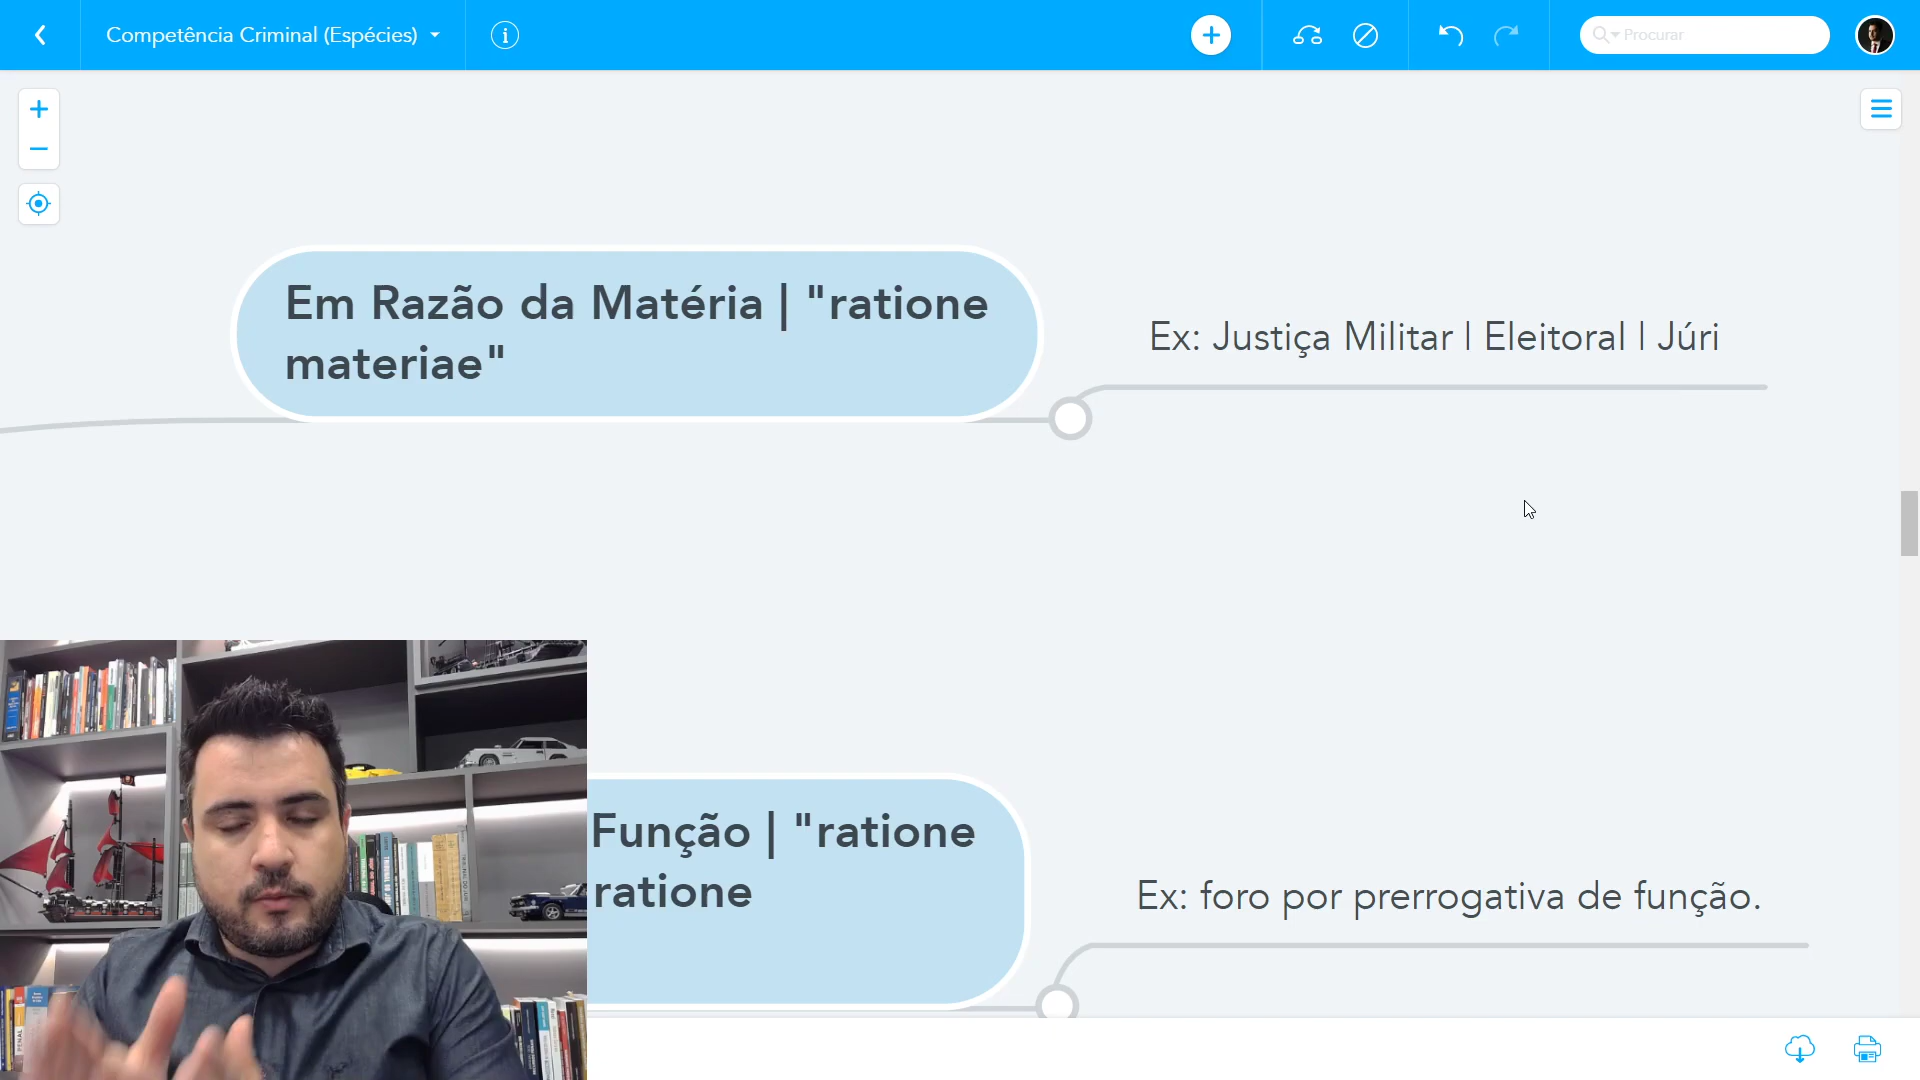 Competência Criminal (Espécies)
Procurar
Em Razão da Matéria | "ratione
materiae"
Ex: Justiça Militar | Eleitoral | Júri
Função | "ratione
ratione
Ex: foro por prerrogativa de função.
PENAL